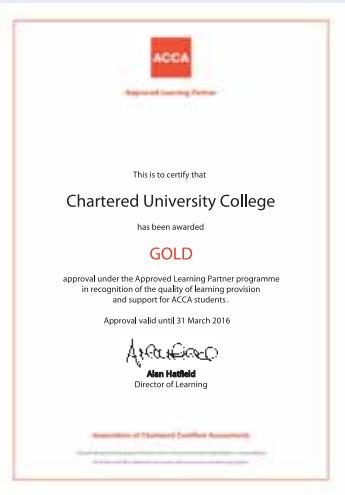 ACCA
Approved Learning Partner
This is to certify that
Chartered University College
has been awarded
GOLD
approval under the Approved Learning Partner programme
in recognition of the quality of learning provision
and support for ACCA students.
Approval valid until 31 March 2016
Alan Hatfield
Director of Learning
Association of Chartered Certified Accountants